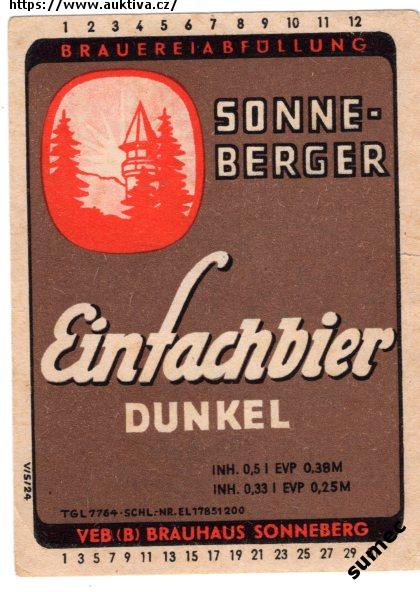 https://www.auktiva.cz/
1 2 3 4 5 6 7 8 9 10 11 12
BRAUEREIABFÜLLUNG
SONNE-
BERGER
Einfachbier
DUNKEL
INH. 0,5 l EVP 0,38M
INH. 0,33 l EVP 0,25M
V/5/24
TGL 7764 · SCHL.-NR. EL 17851200
VEB (B) BRAUHAUS SONNEBERG
1 3 5 7 9 11 13 15 17 19 21 23 25 27 29
sumec